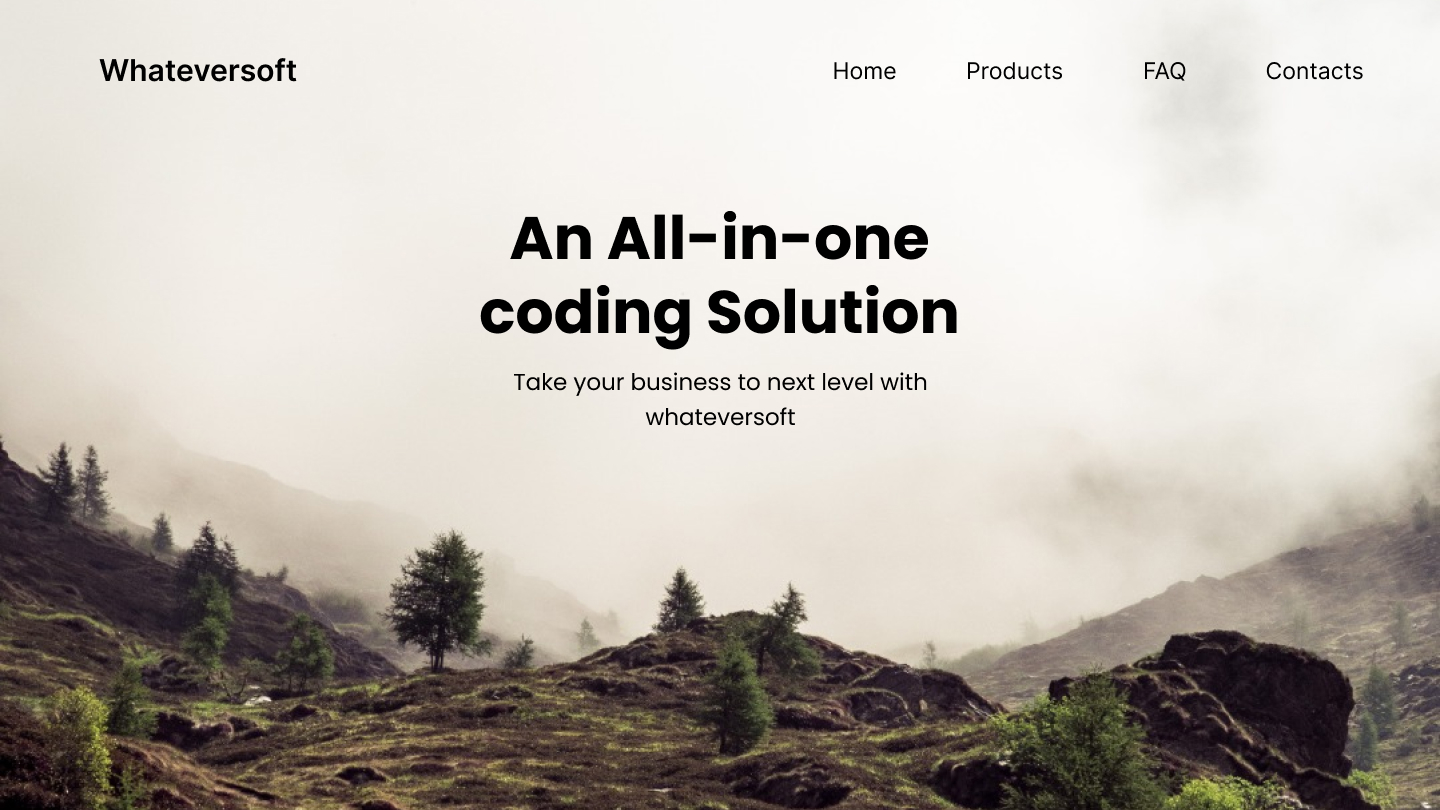 Whateversoft
Home Products FAQ Contacts
An All-in-one
coding Solution
Take your business to next level with
whateversoft